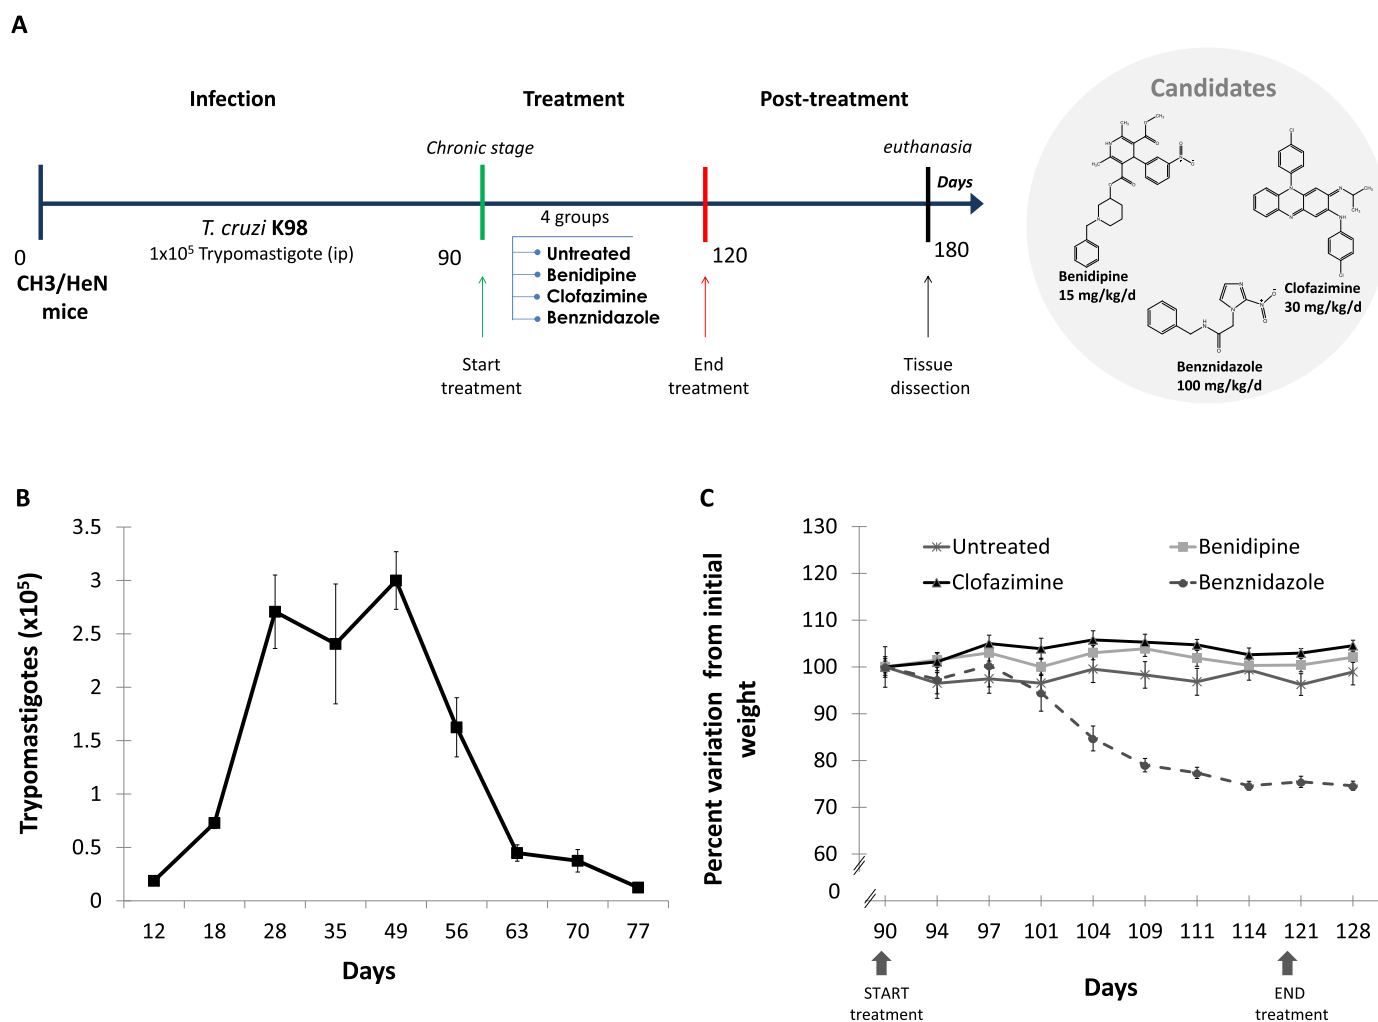 A
Infection
Treatment
Post-treatment
Candidates
Chronic stage
euthanasia
Days
T. cruzi K98
1x10⁵ Trypomastigote (ip)
0
90
120
180
CH3/HeN
mice
4 groups
Untreated
Benidipine
Clofazimine
Benznidazole
Start
treatment
End
treatment
Tissue
dissection
Benidipine
15 mg/kg/d
Clofazimine
30 mg/kg/d
Benznidazole
100 mg/kg/d
B
Trypomastigotes (x10⁵)
3.5
3
2.5
2
1.5
1
0.5
0
12 18 28 35 49 56 63 70 77
Days
C
Percent variation from initial
weight
130
120
110
100
90
80
70
60
0
Untreated
Benidipine
Clofazimine
Benznidazole
90 94 97 101 104 109 111 114 121 128
START
treatment
Days
END
treatment